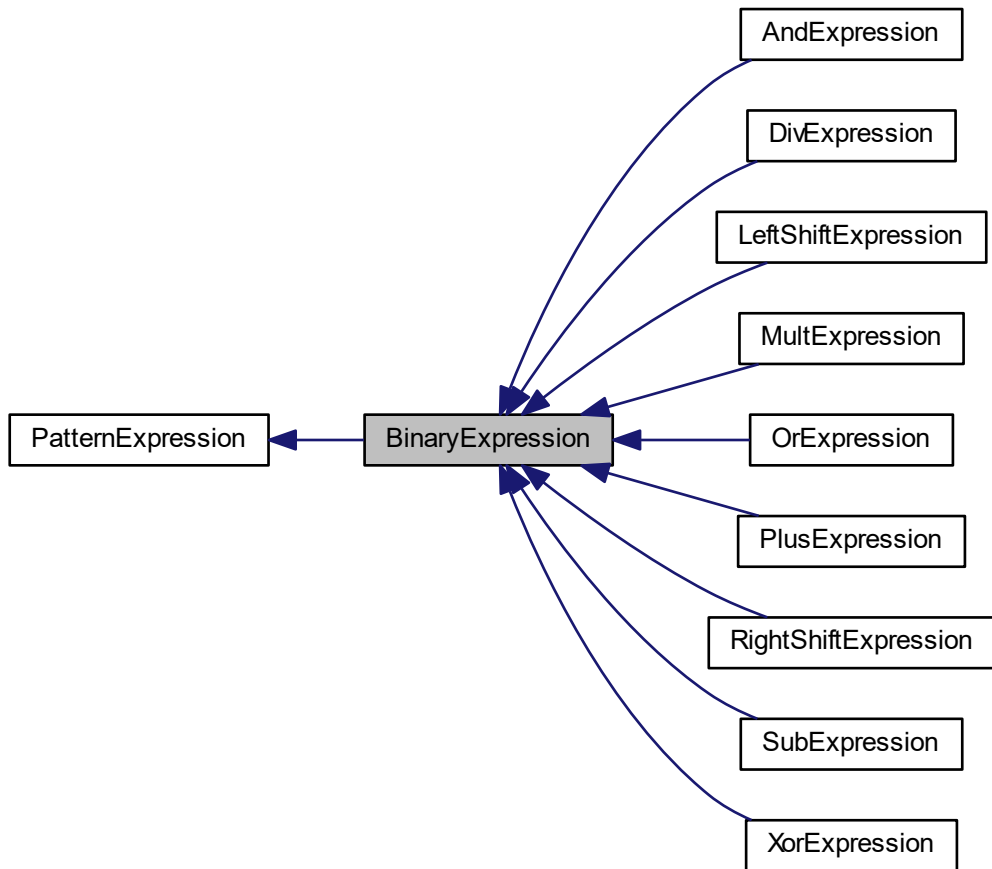 AndExpression
DivExpression
LeftShiftExpression
MultExpression
PatternExpression
BinaryExpression
OrExpression
PlusExpression
RightShiftExpression
SubExpression
XorExpression